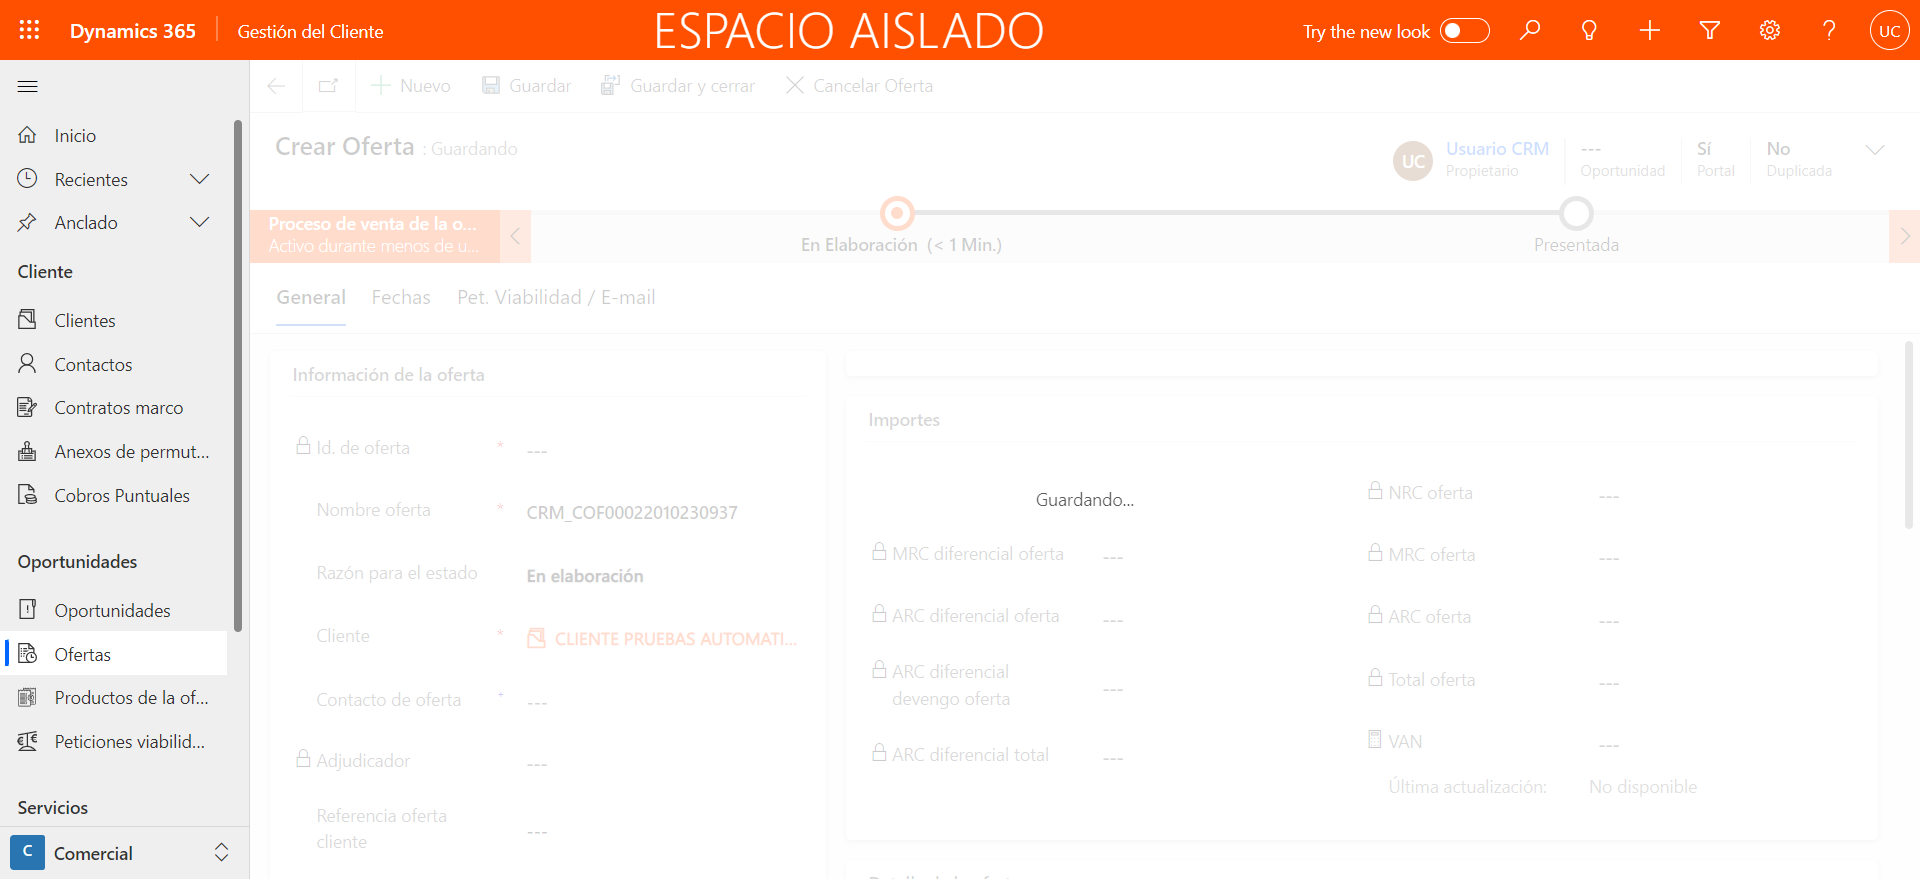 Dynamics 365
Gestión del Cliente
ESPACIO AISLADO
Try the new look
UC
Inicio
Recientes
Anclado
Cliente
Clientes
Contactos
Contratos marco
Anexos de permut...
Cobros Puntuales
Oportunidades
Oportunidades
Ofertas
Productos de la of...
Peticiones viabilid...
Servicios
C
Comercial
Nuevo
Guardar
Guardar y cerrar
Cancelar Oferta
Crear Oferta : Guardando
UC
Usuario CRM
Propietario
---
Oportunidad
Sí
Portal
No
Duplicada
Proceso de venta de la o...
Activo durante menos de u...
En Elaboración (< 1 Min.)
Presentada
General
Fechas
Pet. Viabilidad / E-mail
Información de la oferta
Id. de oferta * ---
Nombre oferta * CRM_COF00022010230937
Razón para el estado En elaboración
Cliente * CLIENTE PRUEBAS AUTOMATI...
Contacto de oferta + ---
Adjudicador ---
Referencia oferta
cliente ---
Importes
Guardando...
MRC diferencial oferta ---
ARC diferencial oferta ---
ARC diferencial
devengo oferta ---
ARC diferencial total ---
NRC oferta ---
MRC oferta ---
ARC oferta ---
Total oferta ---
VAN ---
Última actualización: No disponible